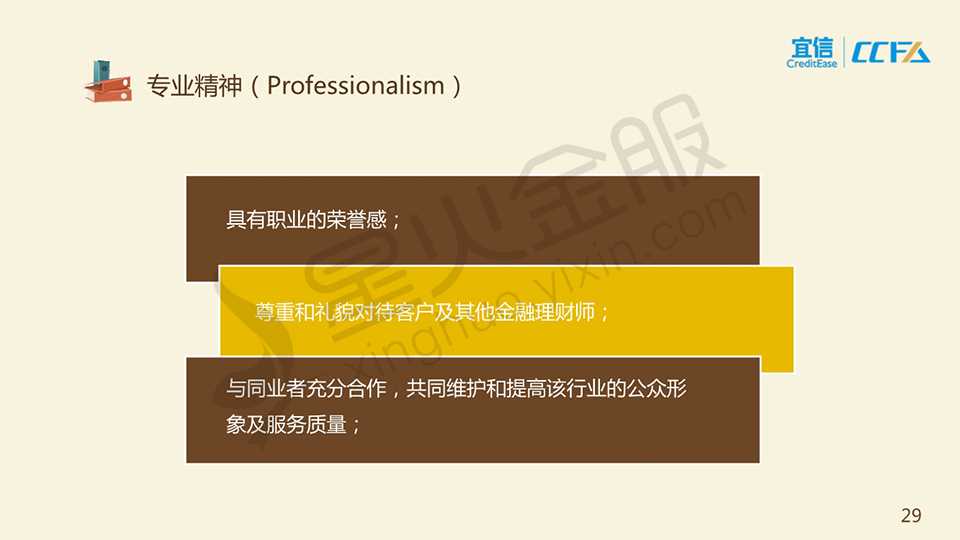 宜信
CreditEase
CCFA
专业精神（Professionalism）
具有职业的荣誉感；
尊重和礼貌对待客户及其他金融理财师；
与同业者充分合作，共同维护和提高该行业的公众形
象及服务质量；
星火金服
xinghuo.yixin.com
29